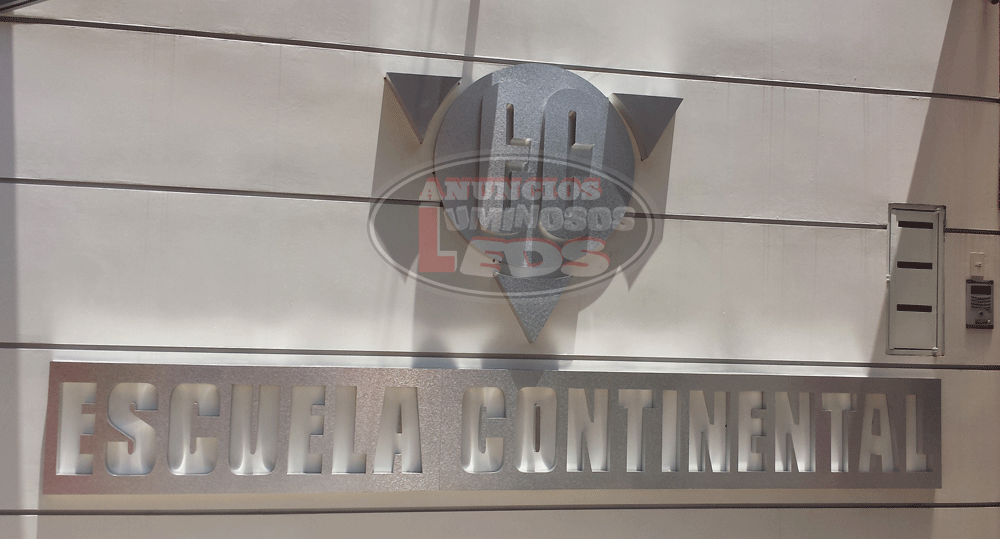 EC
ANUNCIOS
LUMINOSOS
LEDS
ESCUELA CONTINENTAL